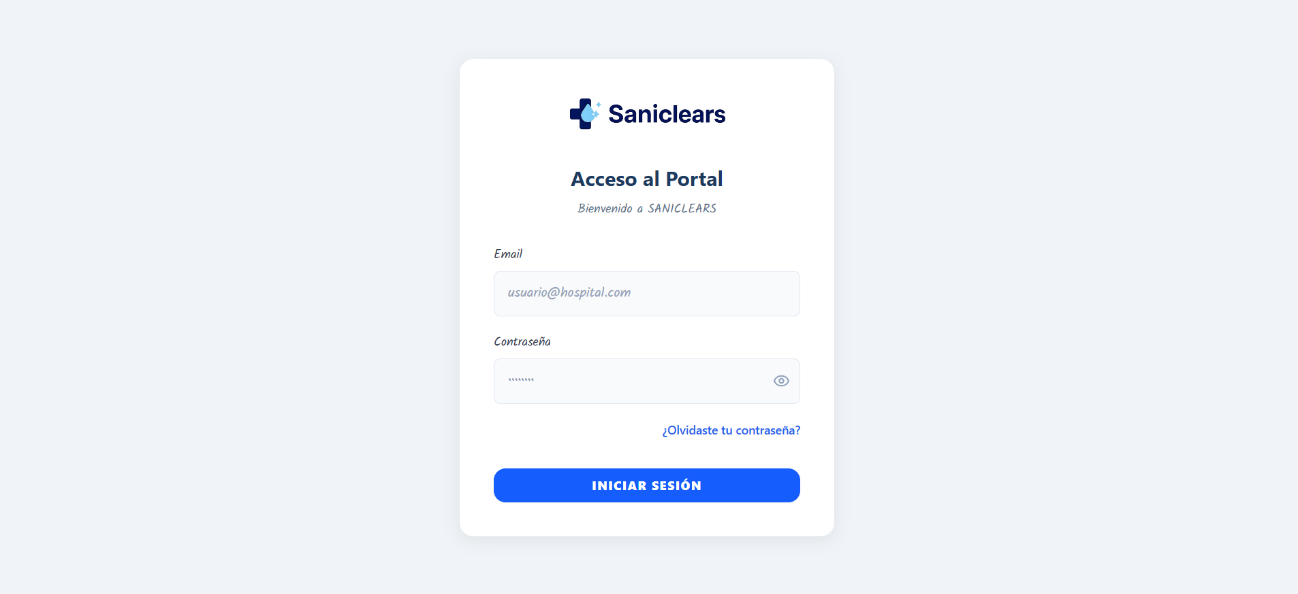 Saniclears
Acceso al Portal
Bienvenido a SANICLEARS
Email
usuario@hospital.com
Contraseña
........
¿Olvidaste tu contraseña?
INICIAR SESIÓN